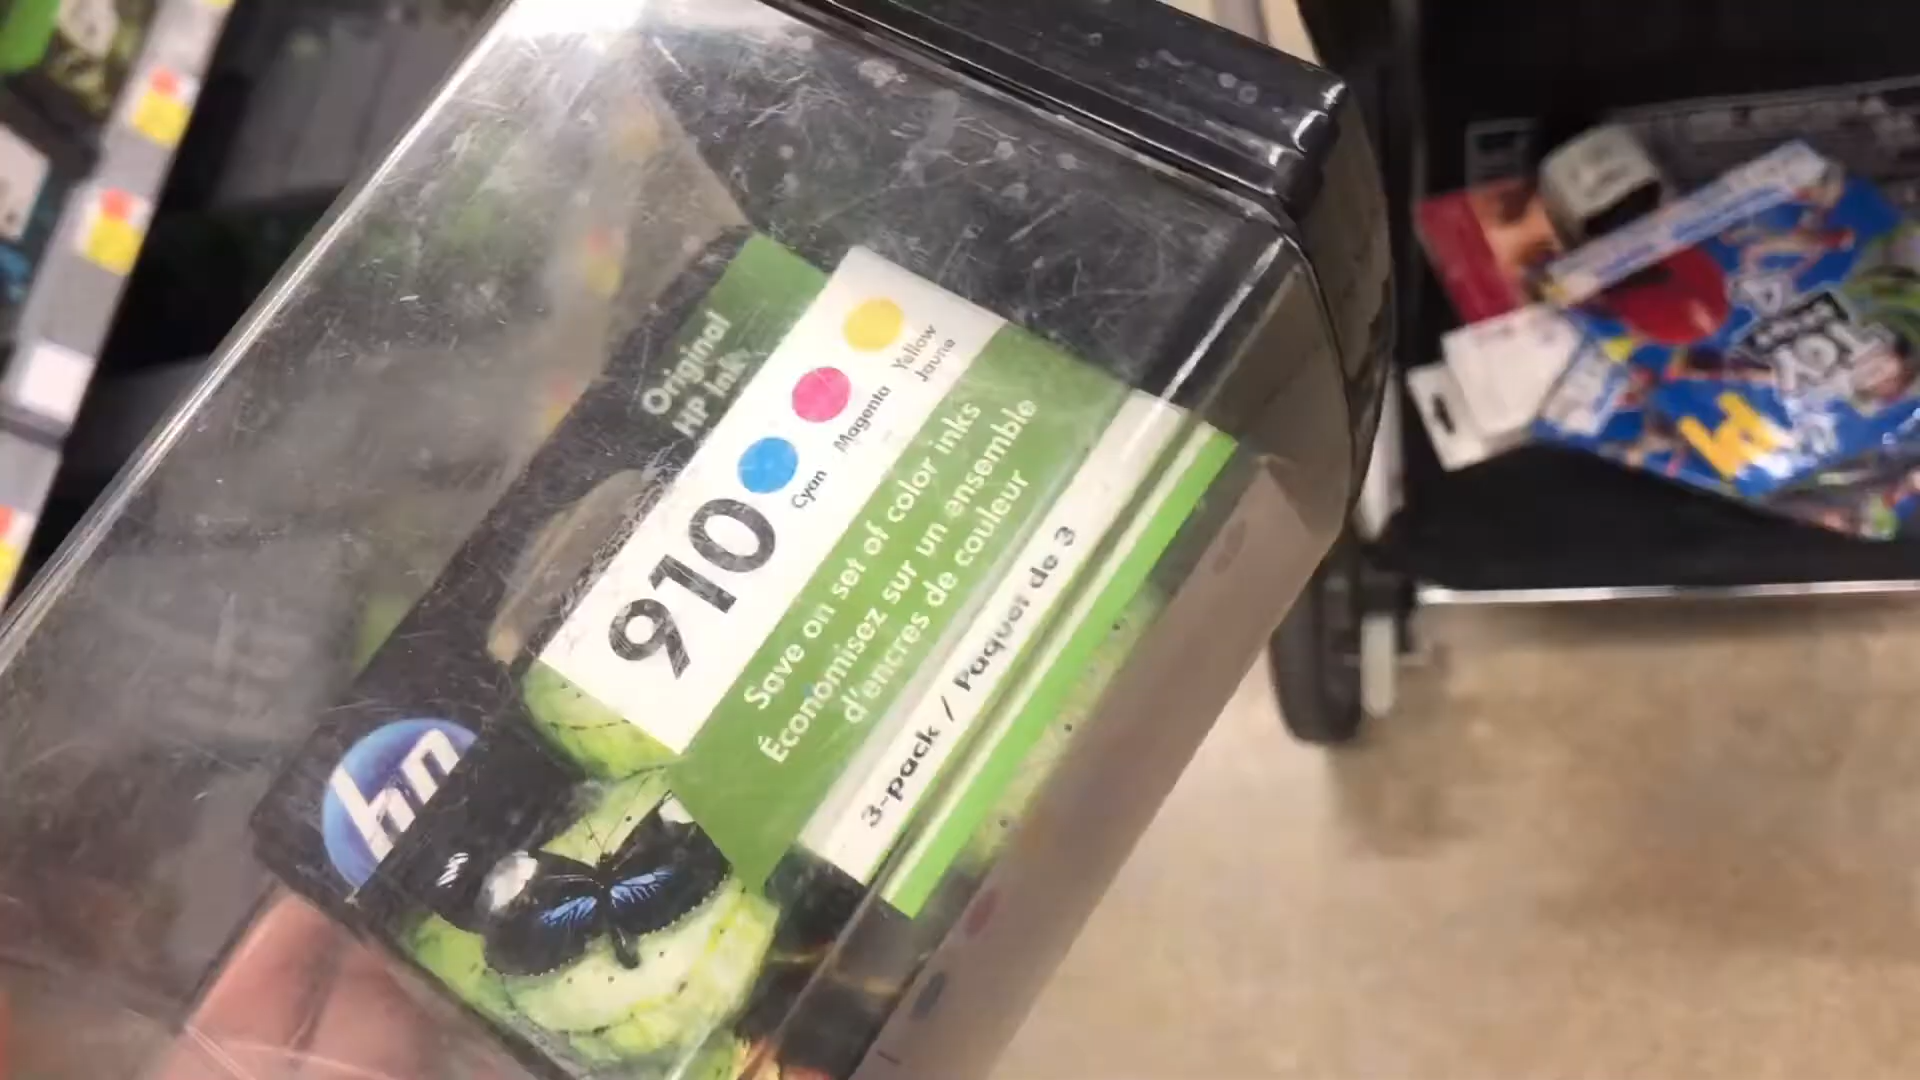 Original
HP Ink
910
Cyan
Magenta
Yellow
Jaune
Save on set of color inks
Économisez sur un ensemble
d'encres de couleur
3-pack / Paquet de 3
hp
TOY